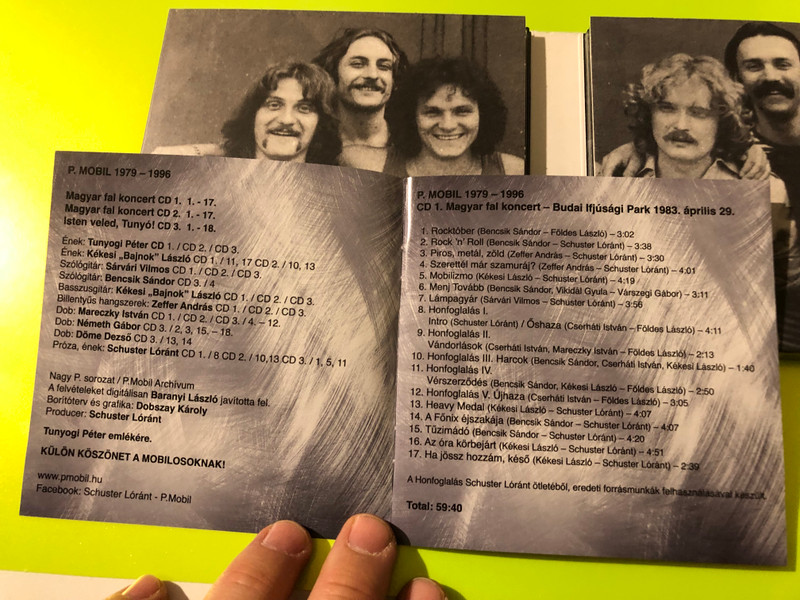 P. MOBIL 1979 – 1996
Magyar fal koncert CD 1.  1. - 17.
Magyar fal koncert CD 2.  1. - 17.
Isten veled, Tunyó! CD 3.  1. - 18.
Ének: Tunyogi Péter CD 1. / CD 2. / CD 3.
Ének: Kékesi „Bajnok” László CD 1. / 11, 17 CD 2. / 10, 13
Szólógitár: Sárvári Vilmos CD 1. / CD 2. / CD 3.
Szólógitár: Bencsik Sándor CD 3. / 4
Basszusgitár: Kékesi „Bajnok” László CD 1. / CD 2. / CD 3.
Billentyűs hangszerek: Zeffer András CD 1. / CD 2. / CD 3.
Dob: Mareczky István CD 1. / CD 2. / CD 3. / 4. – 12.
Dob: Németh Gábor CD 3. / 2, 3, 15. – 18.
Dob: Döme Dezső CD 3. / 13, 14
Próza, ének: Schuster Lóránt CD 1. / 8 CD 2. / 10,13 CD 3. / 1, 5, 11
Nagy P. sorozat / P.Mobil Archívum
A felvételeket digitálisan Baranyi László javította fel.
Borítóterv és grafika: Dobszay Károly
Producer: Schuster Lóránt
Tunyogi Péter emlékére.
KÜLÖN KÖSZÖNET A MOBILOSOKNAK!
www.pmobil.hu
Facebook: Schuster Lóránt - P.Mobil
P. MOBIL 1979 – 1996
CD 1. Magyar fal koncert – Budai Ifjúsági Park 1983. április 29.
1. Rocktóber (Bencsik Sándor – Földes László) – 3:02
2. Rock 'n' Roll (Bencsik Sándor – Schuster Lóránt) – 3:38
3. Piros, metál, zöld (Zeffer András – Schuster Lóránt) – 3:30
4. Szerettél már szamuráj? (Zeffer András – Schuster Lóránt) – 4:01
5. Mobilizmo (Kékesi László – Schuster Lóránt) – 4:19
6. Menj Tovább (Bencsik Sándor, Vikidál Gyula – Várszegi Gábor) – 3:11
7. Lámpagyár (Sárvári Vilmos – Schuster Lóránt) – 3:56
8. Honfoglalás I.
Intro (Schuster Lóránt) / Őshaza (Cserháti István – Földes László) – 4:11
9. Honfoglalás II.
Vándorlások (Cserháti István, Mareczky István – Földes László) – 2:13
10. Honfoglalás III. Harcok (Bencsik Sándor, Cserháti István, Kékesi László) – 1:40
11. Honfoglalás IV.
Vérszerződés (Bencsik Sándor, Kékesi László – Földes László) – 2:50
12. Honfoglalás V. Újhaza (Cserháti István – Földes László) – 3:05
13. Heavy Medal (Kékesi László – Schuster Lóránt) – 4:07
14. A Főnix éjszakája (Bencsik Sándor – Schuster Lóránt) – 4:07
15. Tűzimádó (Bencsik Sándor – Schuster Lóránt) – 4:20
16. Az óra körbejárt (Kékesi László – Schuster Lóránt) – 4:51
17. Ha jössz hozzám, késő (Kékesi László – Schuster Lóránt) – 2:39
A Honfoglalás Schuster Lóránt ötletéből, eredeti forrásmunkák felhasználásával készült.
Total: 59:40